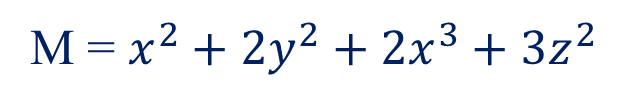 M = x² + 2y² + 2x³ + 3z²